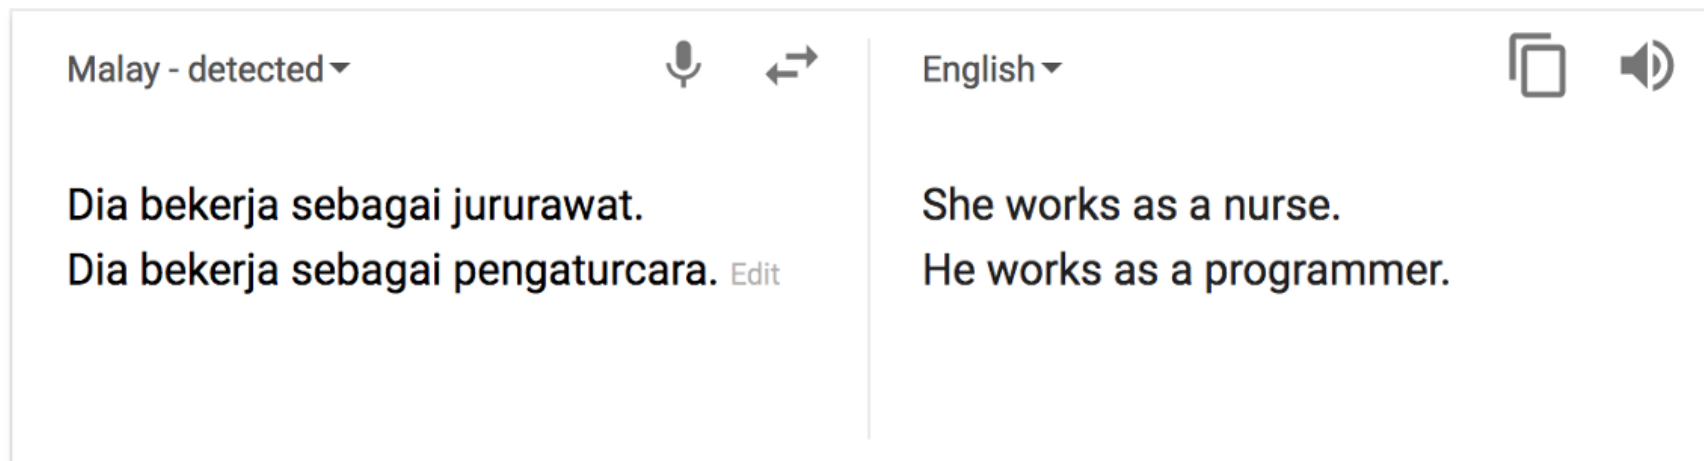 Malay - detected
English
Dia bekerja sebagai jururawat.
Dia bekerja sebagai pengaturcara. Edit
She works as a nurse.
He works as a programmer.